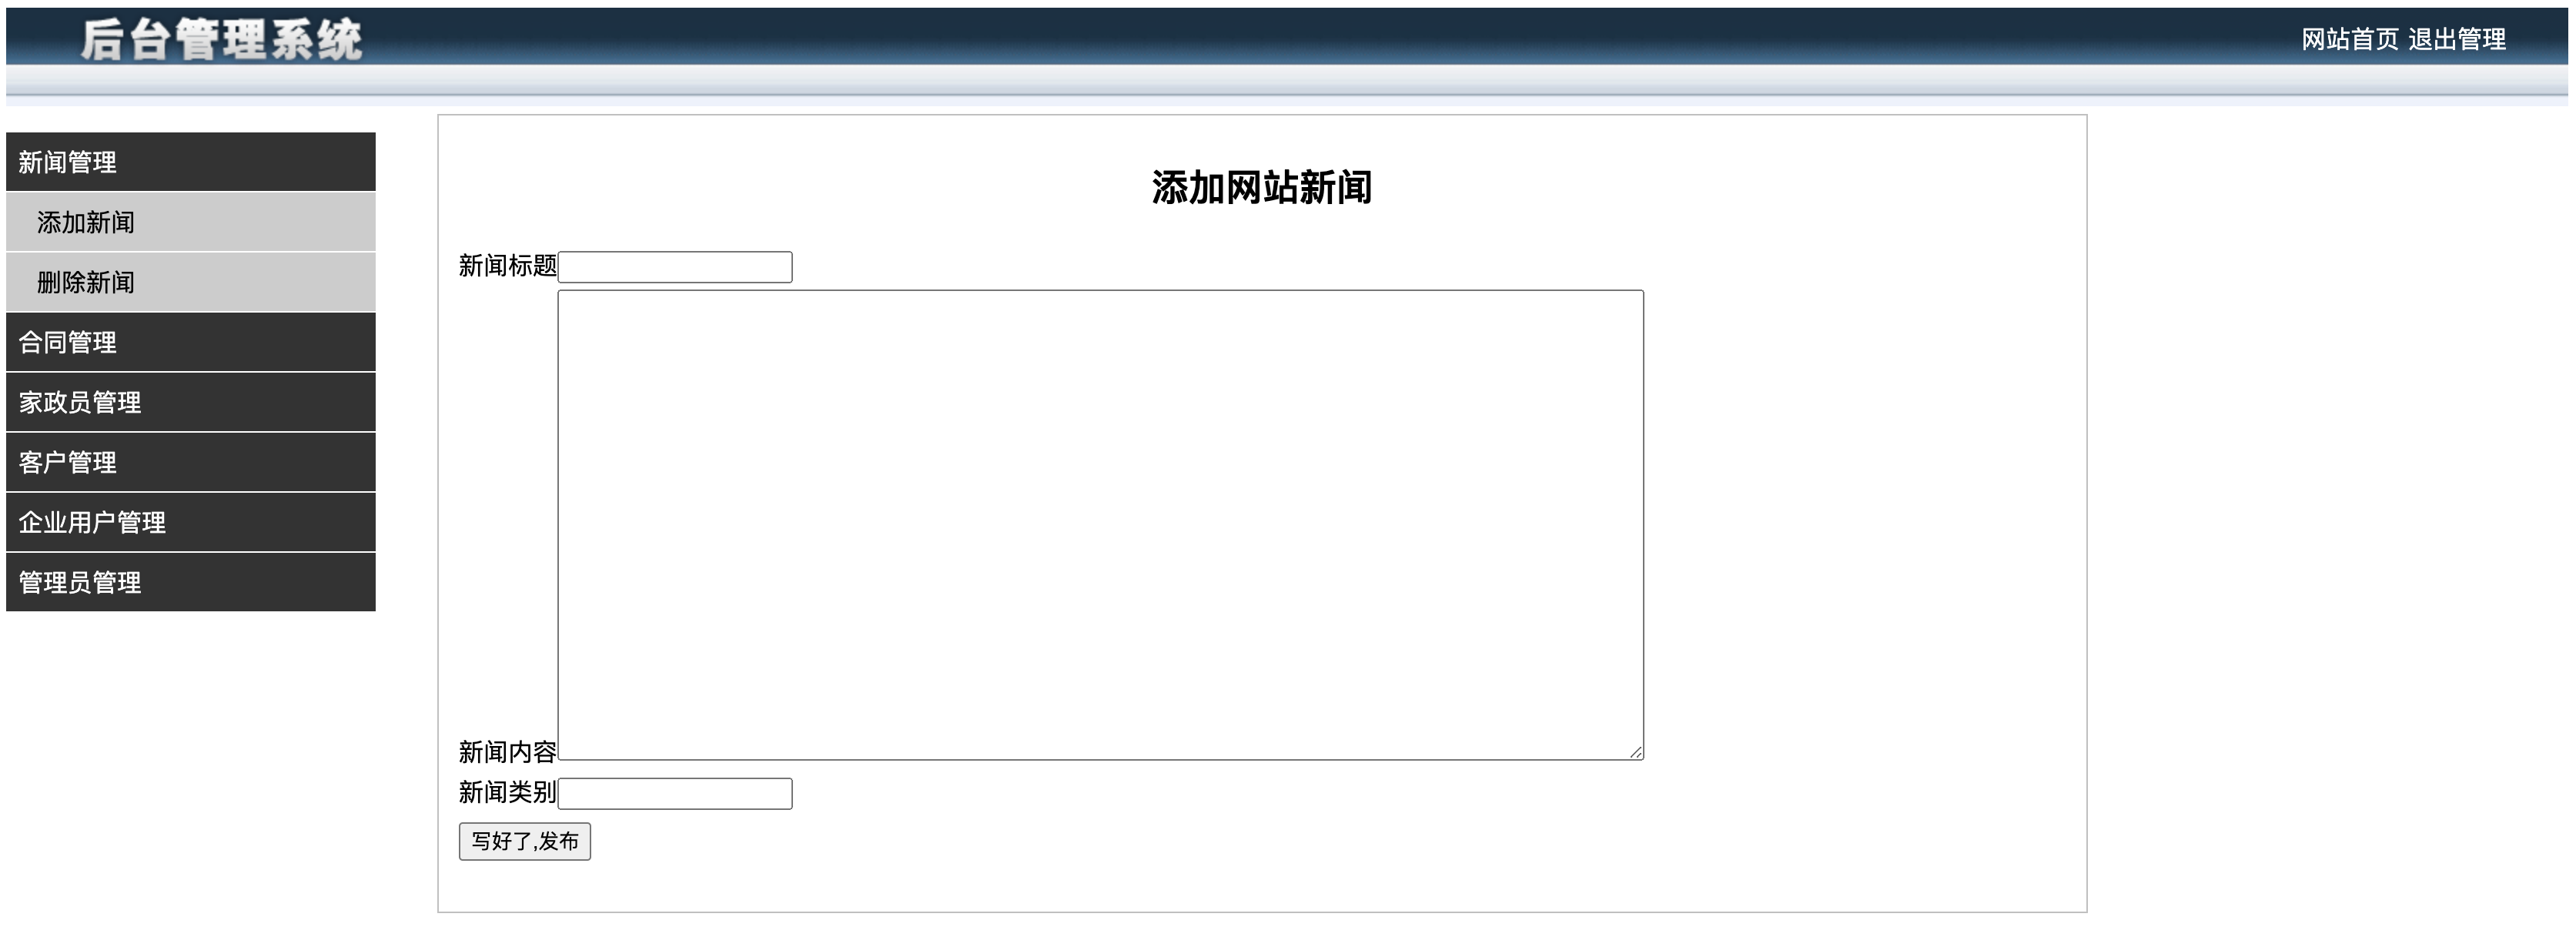 后台管理系统
网站首页 退出管理
新闻管理
添加新闻
删除新闻
合同管理
家政员管理
客户管理
企业用户管理
管理员管理
添加网站新闻
新闻标题
新闻内容
新闻类别
写好了,发布